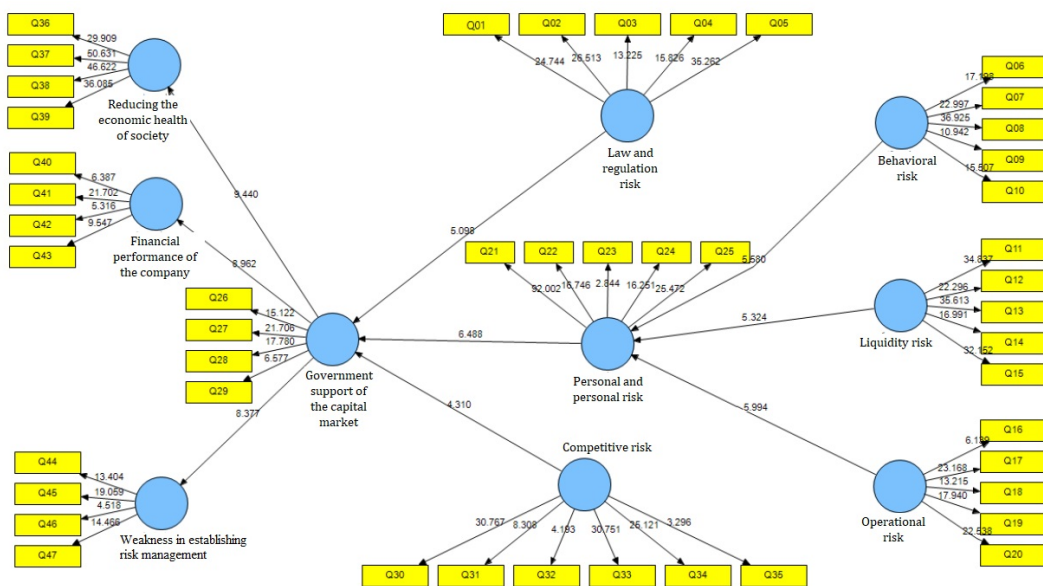 Q36
29.909
Q37
50.631
Q38
46.622
Q39
36.085
Reducing the
economic health
of society
Q40
6.387
Q41
21.702
Q42
5.316
Q43
9.547
Financial
performance of
the company
Q01
Q02
Q03
Q04
Q05
24.744
26.513
13.225
15.826
35.262
Law and
regulation risk
Q06
Q07
22.997
Q08
36.925
Q09
10.942
Q10
15.507
Behavioral
risk
9.440
8.962
5.098
5.580
Q21
Q22
Q23
Q24
Q25
92.002
16.746
2.844
16.251
25.472
Personal and
personal risk
Q11
34.837
Q12
22.296
Q13
35.613
Q14
16.991
Q15
32.152
Liquidity risk
5.324
6.488
Q26
15.122
Q27
21.706
Q28
17.780
Q29
6.577
Government
support of
the capital
market
8.377
4.310
5.994
Q44
13.404
Q45
19.059
Q46
4.518
Q47
14.466
Weakness in establishing
risk management
Competitive risk
30.767
8.308
4.193
30.751
25.121
3.296
Q30
Q31
Q32
Q33
Q34
Q35
Q16
Q17
23.168
Q18
13.215
Q19
17.940
Q20
22.538
Operational
risk